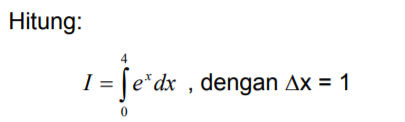 Hitung:
I = ∫₀⁴ eˣ dx , dengan Δx = 1